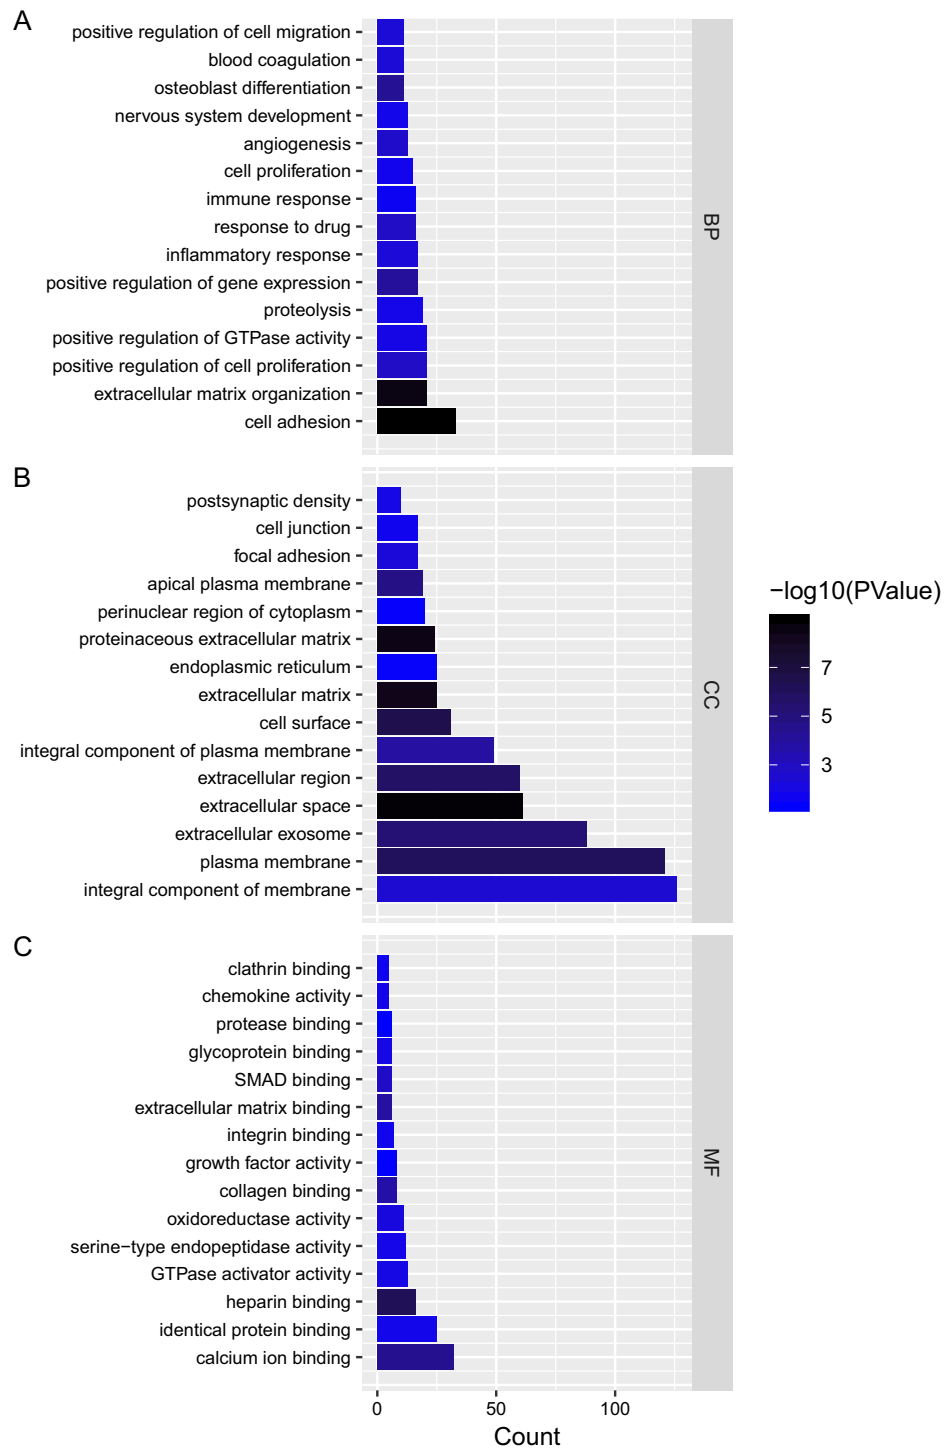 A
positive regulation of cell migration
blood coagulation
osteoblast differentiation
nervous system development
angiogenesis
cell proliferation
immune response
response to drug
inflammatory response
positive regulation of gene expression
proteolysis
positive regulation of GTPase activity
positive regulation of cell proliferation
extracellular matrix organization
cell adhesion
BP
B
postsynaptic density
cell junction
focal adhesion
apical plasma membrane
perinuclear region of cytoplasm
proteinaceous extracellular matrix
endoplasmic reticulum
extracellular matrix
cell surface
integral component of plasma membrane
extracellular region
extracellular space
extracellular exosome
plasma membrane
integral component of membrane
CC
−log10(PValue)
7
5
3
C
clathrin binding
chemokine activity
protease binding
glycoprotein binding
SMAD binding
extracellular matrix binding
integrin binding
growth factor activity
collagen binding
oxidoreductase activity
serine−type endopeptidase activity
GTPase activator activity
heparin binding
identical protein binding
calcium ion binding
MF
0 50 100
Count